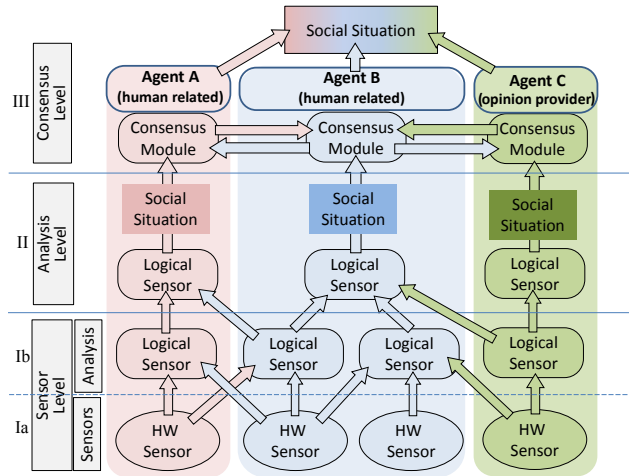 Social Situation
Agent A
(human related)
Agent B
(human related)
Agent C
(opinion provider)
III
Consensus
Level
Consensus
Module
Consensus
Module
Consensus
Module
II
Analysis Level
Social
Situation
Social
Situation
Social
Situation
Logical
Sensor
Logical
Sensor
Logical
Sensor
Ib
Sensor
Level
Analysis
Logical
Sensor
Logical
Sensor
Logical
Sensor
Logical
Sensor
Ia
Sensors
HW
Sensor
HW
Sensor
HW
Sensor
HW
Sensor